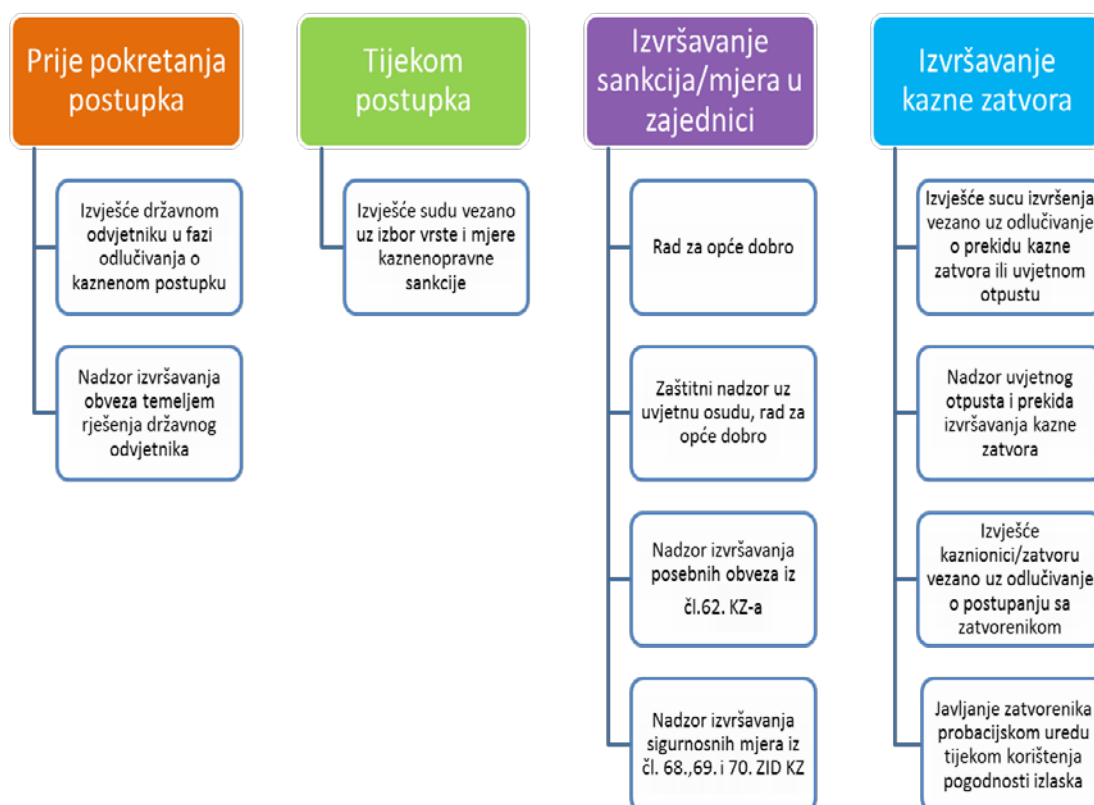 Prije pokretanja
postupka
Izvješće državnom
odvjetniku u fazi
odlučivanja o
kaznenom postupku
Nadzor izvršavanja
obveza temeljem
rješenja državnog
odvjetnika
Tijekom
postupka
Izvješće sudu vezano
uz izbor vrste i mjere
kaznenopravne
sankcije
Izvršavanje
sankcija/mjera u
zajednici
Rad za opće dobro
Zaštitni nadzor uz
uvjetnu osudu, rad za
opće dobro
Nadzor izvršavanja
posebnih obveza iz
čl.62. KZ-a
Nadzor izvršavanja
sigurnosnih mjera iz
čl. 68.,69. i 70. ZID KZ
Izvršavanje
kazne zatvora
Izvješće sucu izvršenja
vezano uz odlučivanje
o prekidu kazne
zatvora ili uvjetnom
otpustu
Nadzor uvjetnog
otpusta i prekida
izvršavanja kazne
zatvora
Izvješće
kaznionici/zatvoru
vezano uz odlučivanje
o postupanju sa
zatvorenikom
Javljanje zatvorenika
probacijskom uredu
tijekom korištenja
pogodnosti izlaska